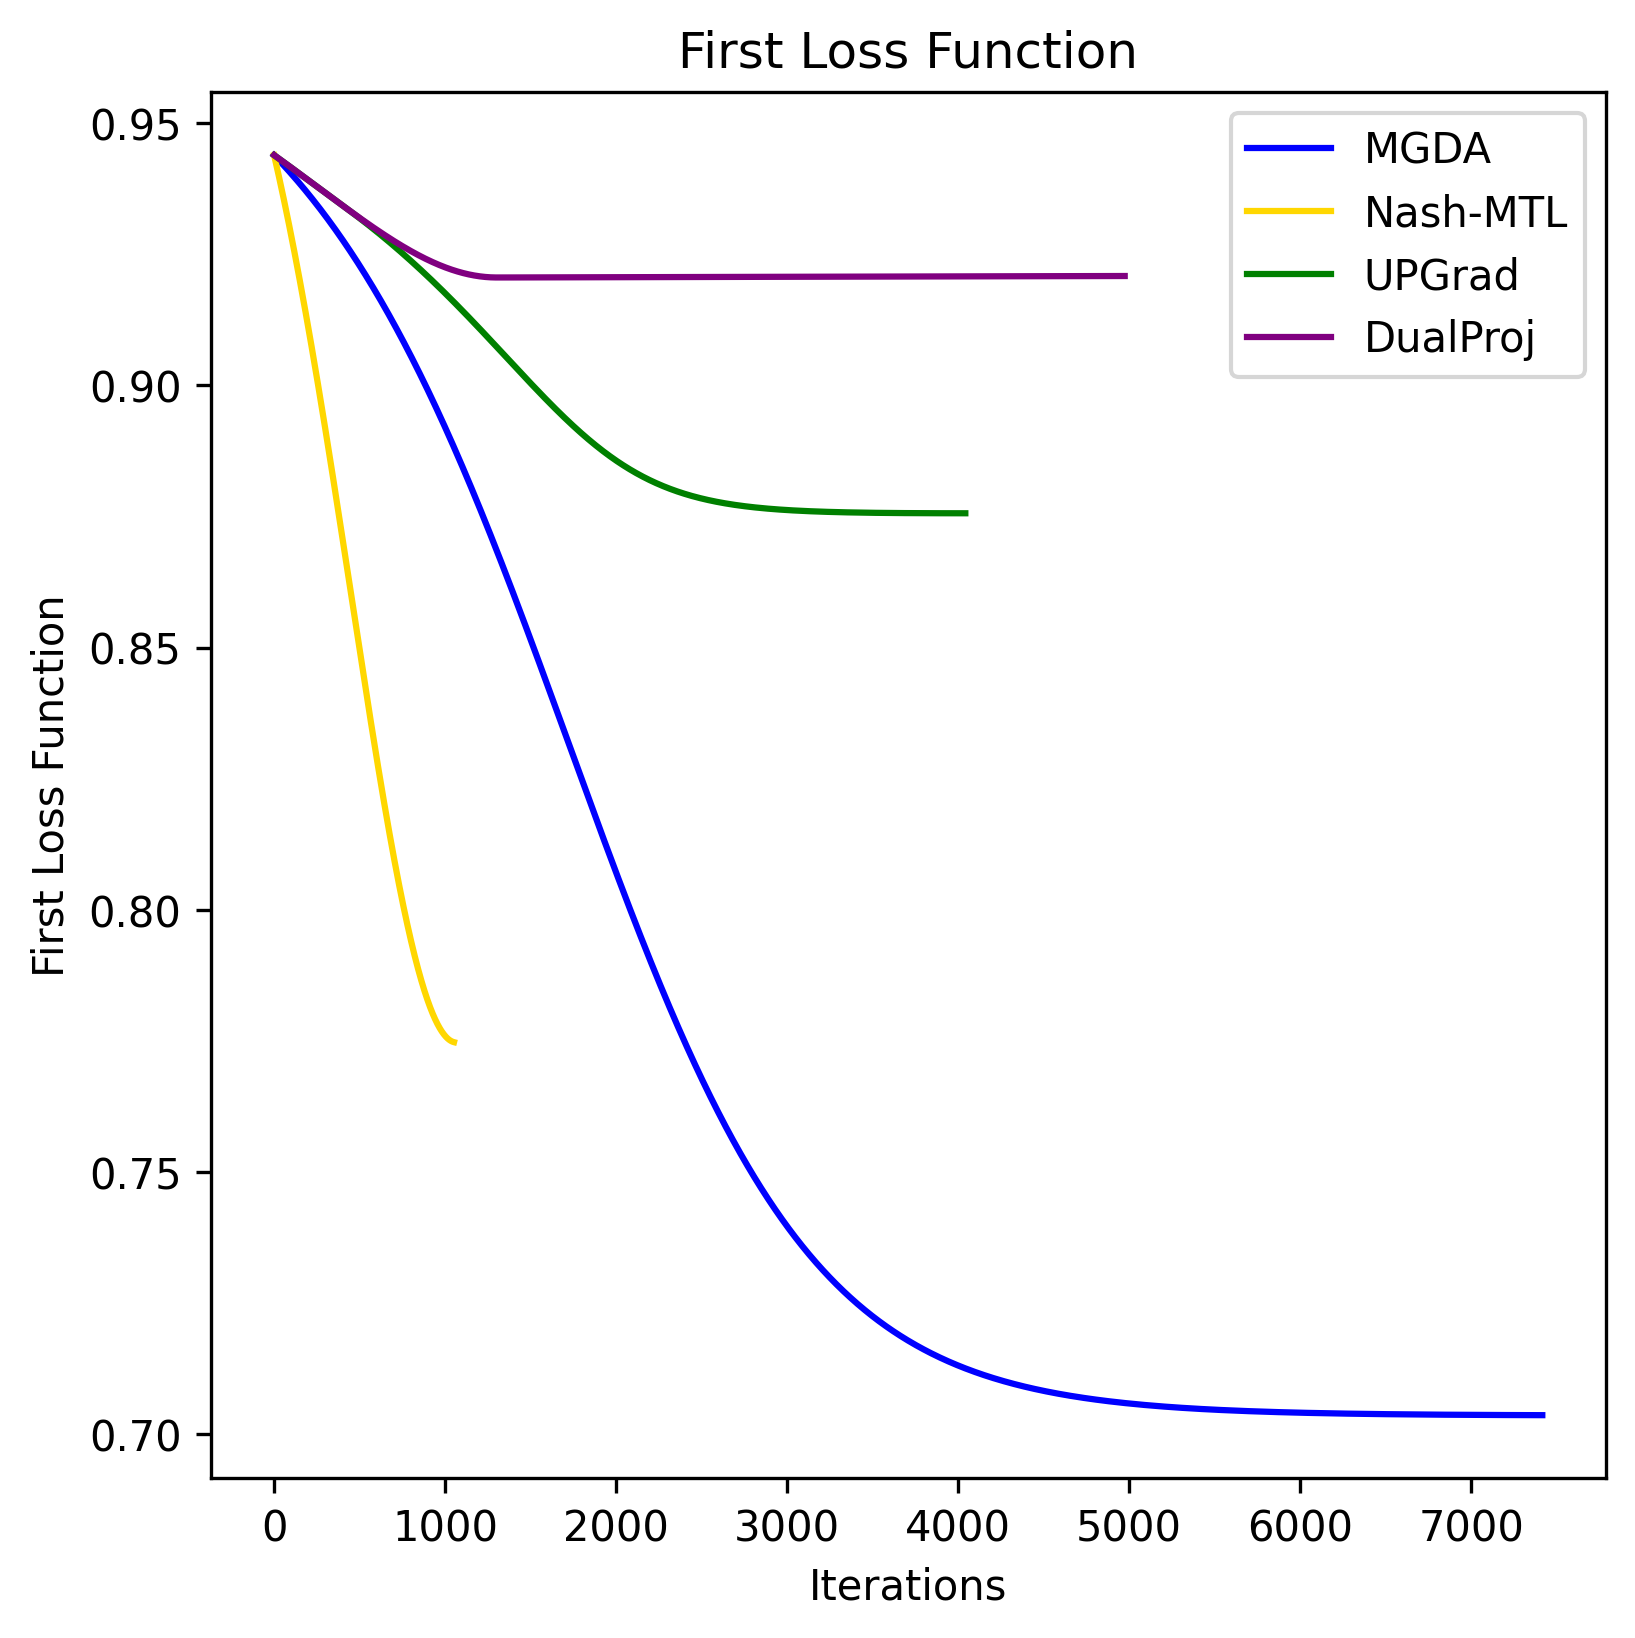 First Loss Function
MGDA
Nash-MTL
UPGrad
DualProj
First Loss Function
0.95
0.90
0.85
0.80
0.75
0.70
0 1000 2000 3000 4000 5000 6000 7000
Iterations